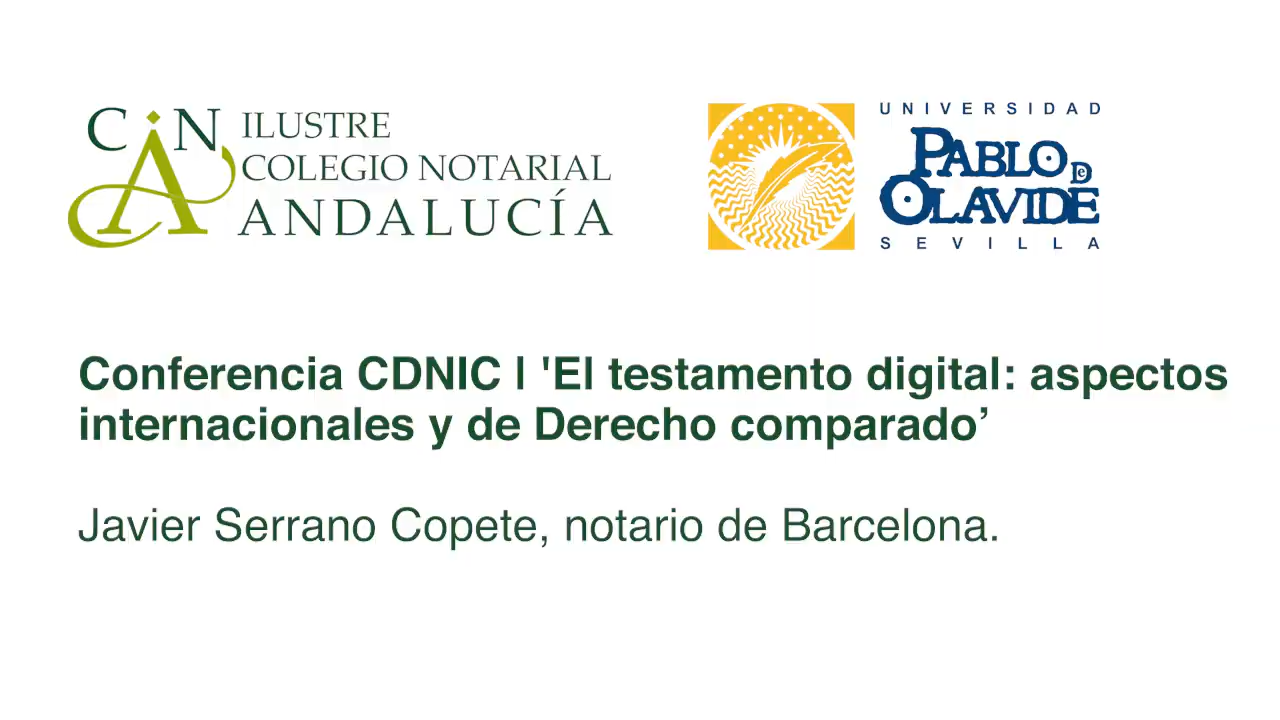 CAN
ILUSTRE
COLEGIO NOTARIAL
ANDALUCÍA
UNIVERSIDAD
PABLO DE
OLAVIDE
SEVILLA
Conferencia CDNIC | 'El testamento digital: aspectos
internacionales y de Derecho comparado’
Javier Serrano Copete, notario de Barcelona.